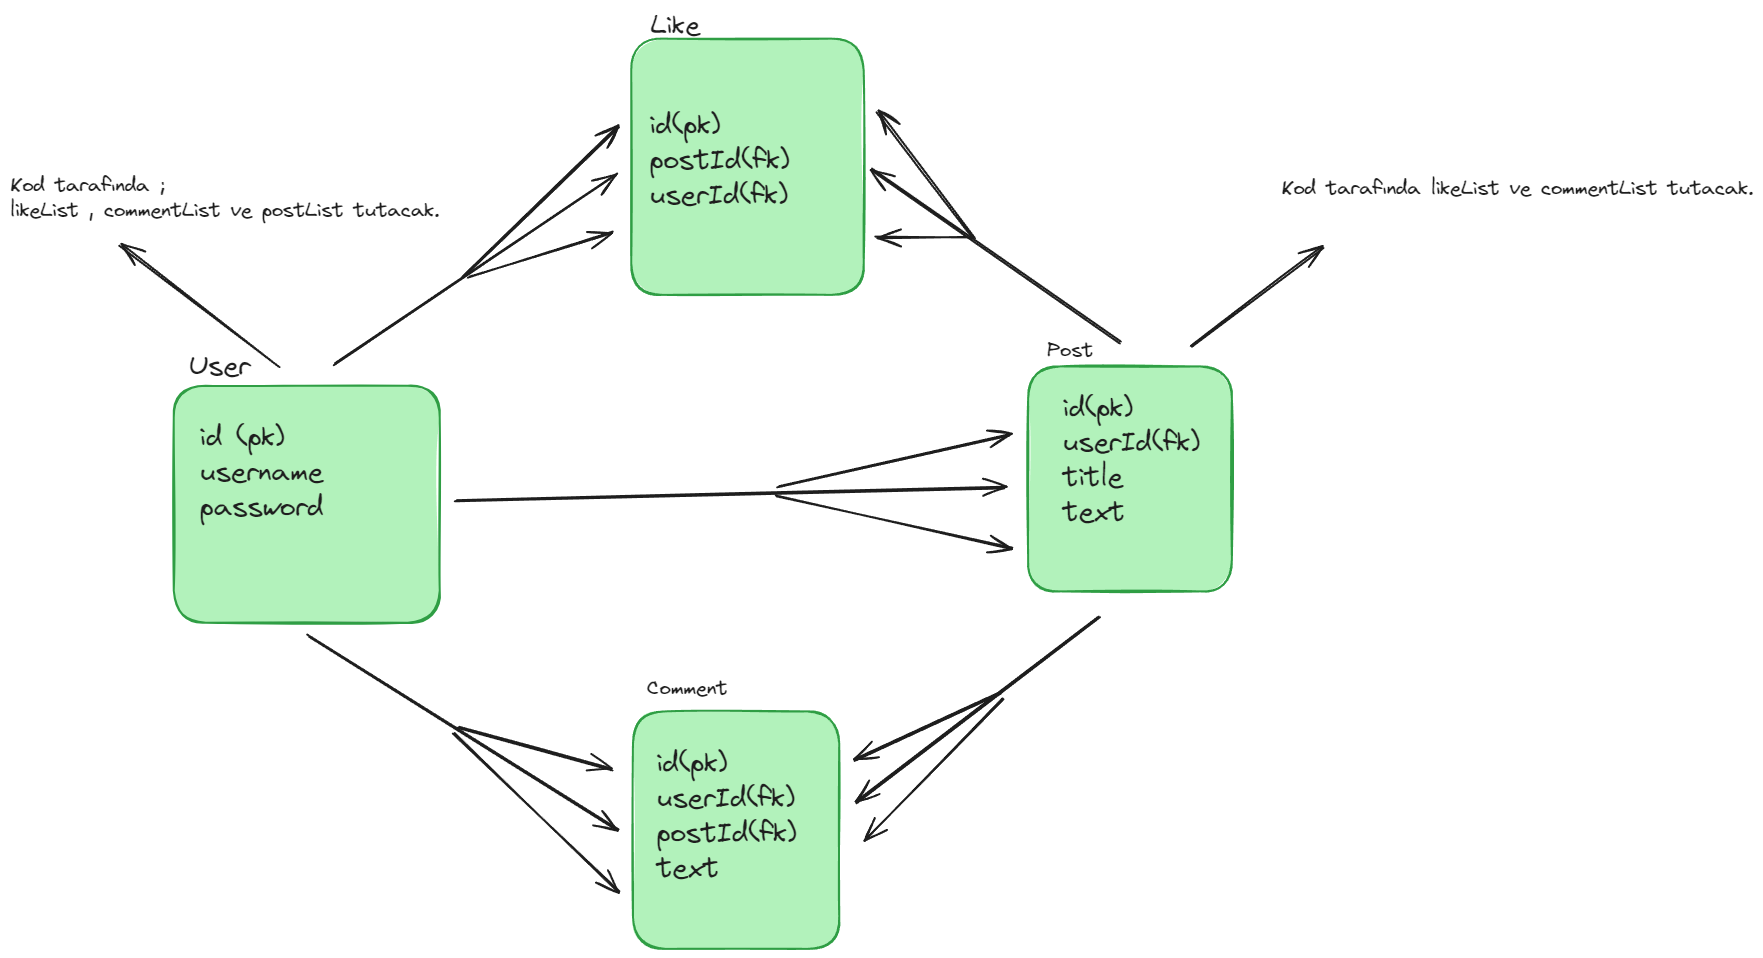 Like
id(pk)
postId(fk)
userId(fk)
Kod tarafında ;
likeList , commentList ve postList tutacak.
Kod tarafında likeList ve commentList tutacak.
User
id (pk)
username
password
Post
id(pk)
userId(fk)
title
text
Comment
id(pk)
userId(fk)
postId(fk)
text